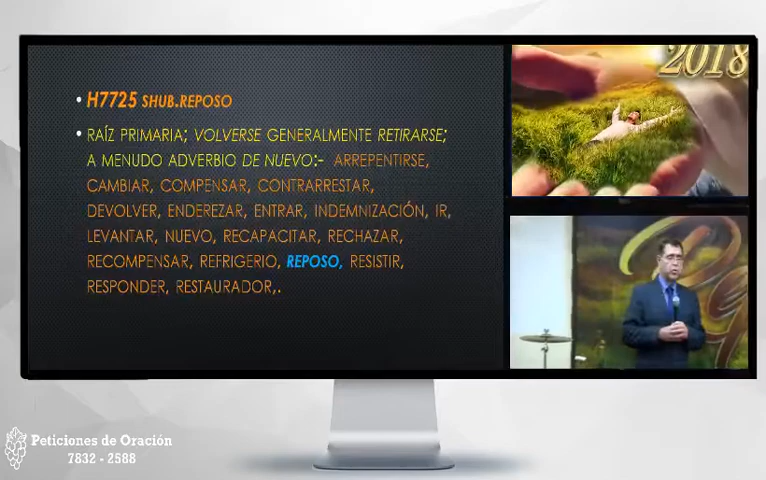 • H7725 SHUB.REPOSO
• RAÍZ PRIMARIA; VOLVERSE GENERALMENTE RETIRARSE;
A MENUDO ADVERBIO DE NUEVO:- ARREPENTIRSE,
CAMBIAR, COMPENSAR, CONTRARRESTAR,
DEVOLVER, ENDEREZAR, ENTRAR, INDEMNIZACIÓN, IR,
LEVANTAR, NUEVO, RECAPACITAR, RECHAZAR,
RECOMPENSAR, REFRIGERIO, REPOSO, RESISTIR,
RESPONDER, RESTAURADOR,.
2018
Peticiones de Oración
7832 - 2588